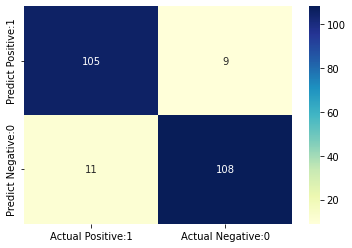 Predict Positive:1
105
9
Predict Negative:0
11
108
Actual Positive:1
Actual Negative:0
100
80
60
40
20